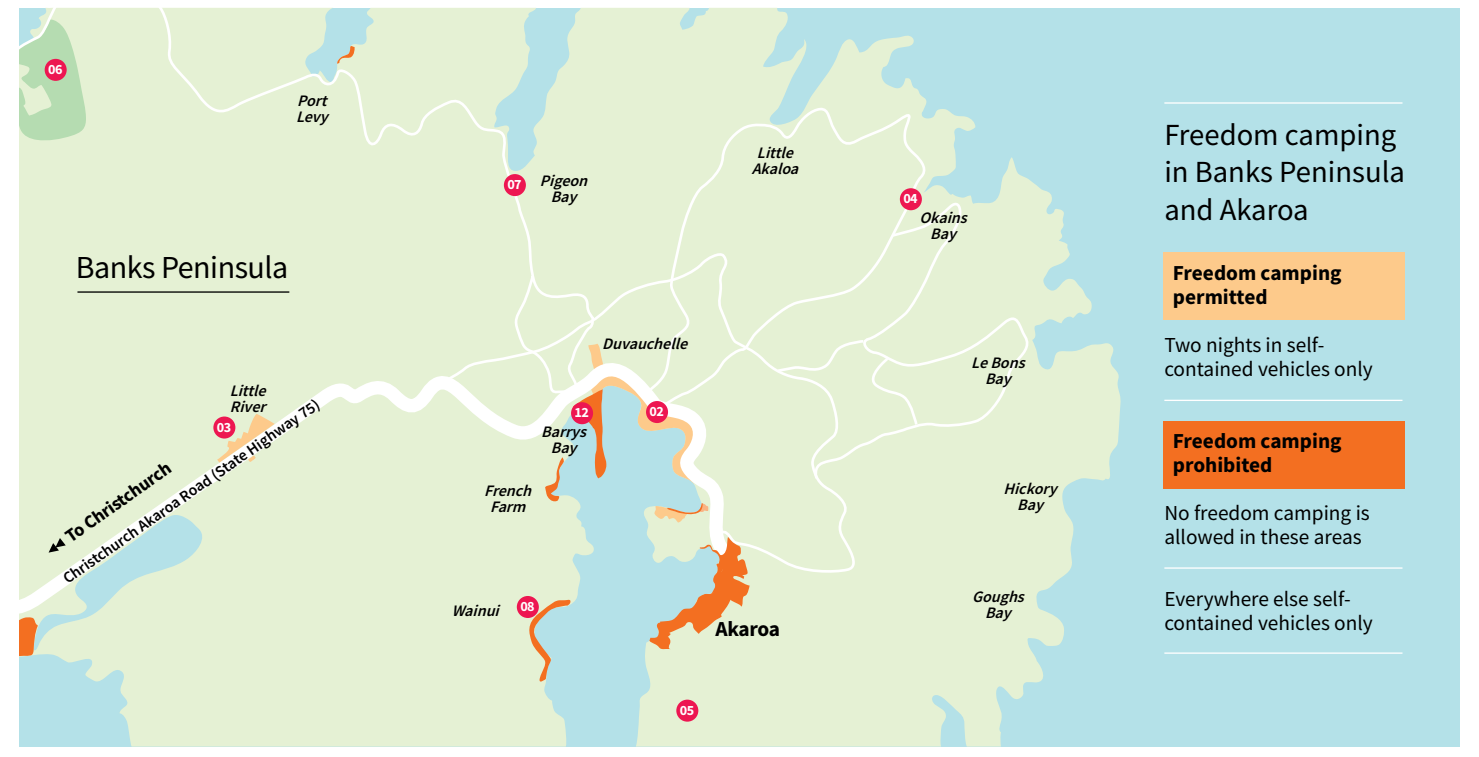 06
Port
Levy
07
Pigeon
Bay
Little
Akaloa
04
Okains
Bay
Banks Peninsula
Duvauchelle
Little
River
03
12
02
Barrys
Bay
Le Bons
Bay
To Christchurch
Christchurch Akaroa Road (State Highway 75)
French
Farm
Hickory
Bay
Wainui
08
Akaroa
Goughs
Bay
05
Freedom camping
in Banks Peninsula
and Akaroa
Freedom camping
permitted
Two nights in self-
contained vehicles only
Freedom camping
prohibited
No freedom camping is
allowed in these areas
Everywhere else self-
contained vehicles only